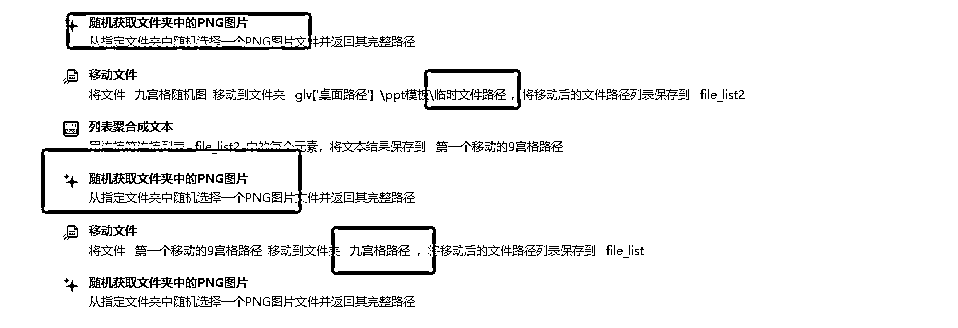 随机获取文件夹中的PNG图片
从指定文件夹中随机选择一个PNG图片文件并返回其完整路径
移动文件
将文件 九宫格随机图 移动到文件夹 glv['桌面路径'] \ppt模板\临时文件路径 ，将移动后的文件路径列表保存到 file_list2
列表聚合成文本
用连接符连接列表 file_list2 中的每个元素，将文本结果保存到 第一个移动的9宫格路径
随机获取文件夹中的PNG图片
从指定文件夹中随机选择一个PNG图片文件并返回其完整路径
移动文件
将文件 第一个移动的9宫格路径 移动到文件夹 九宫格路径 ，将移动后的文件路径列表保存到 file_list
随机获取文件夹中的PNG图片
从指定文件夹中随机选择一个PNG图片文件并返回其完整路径